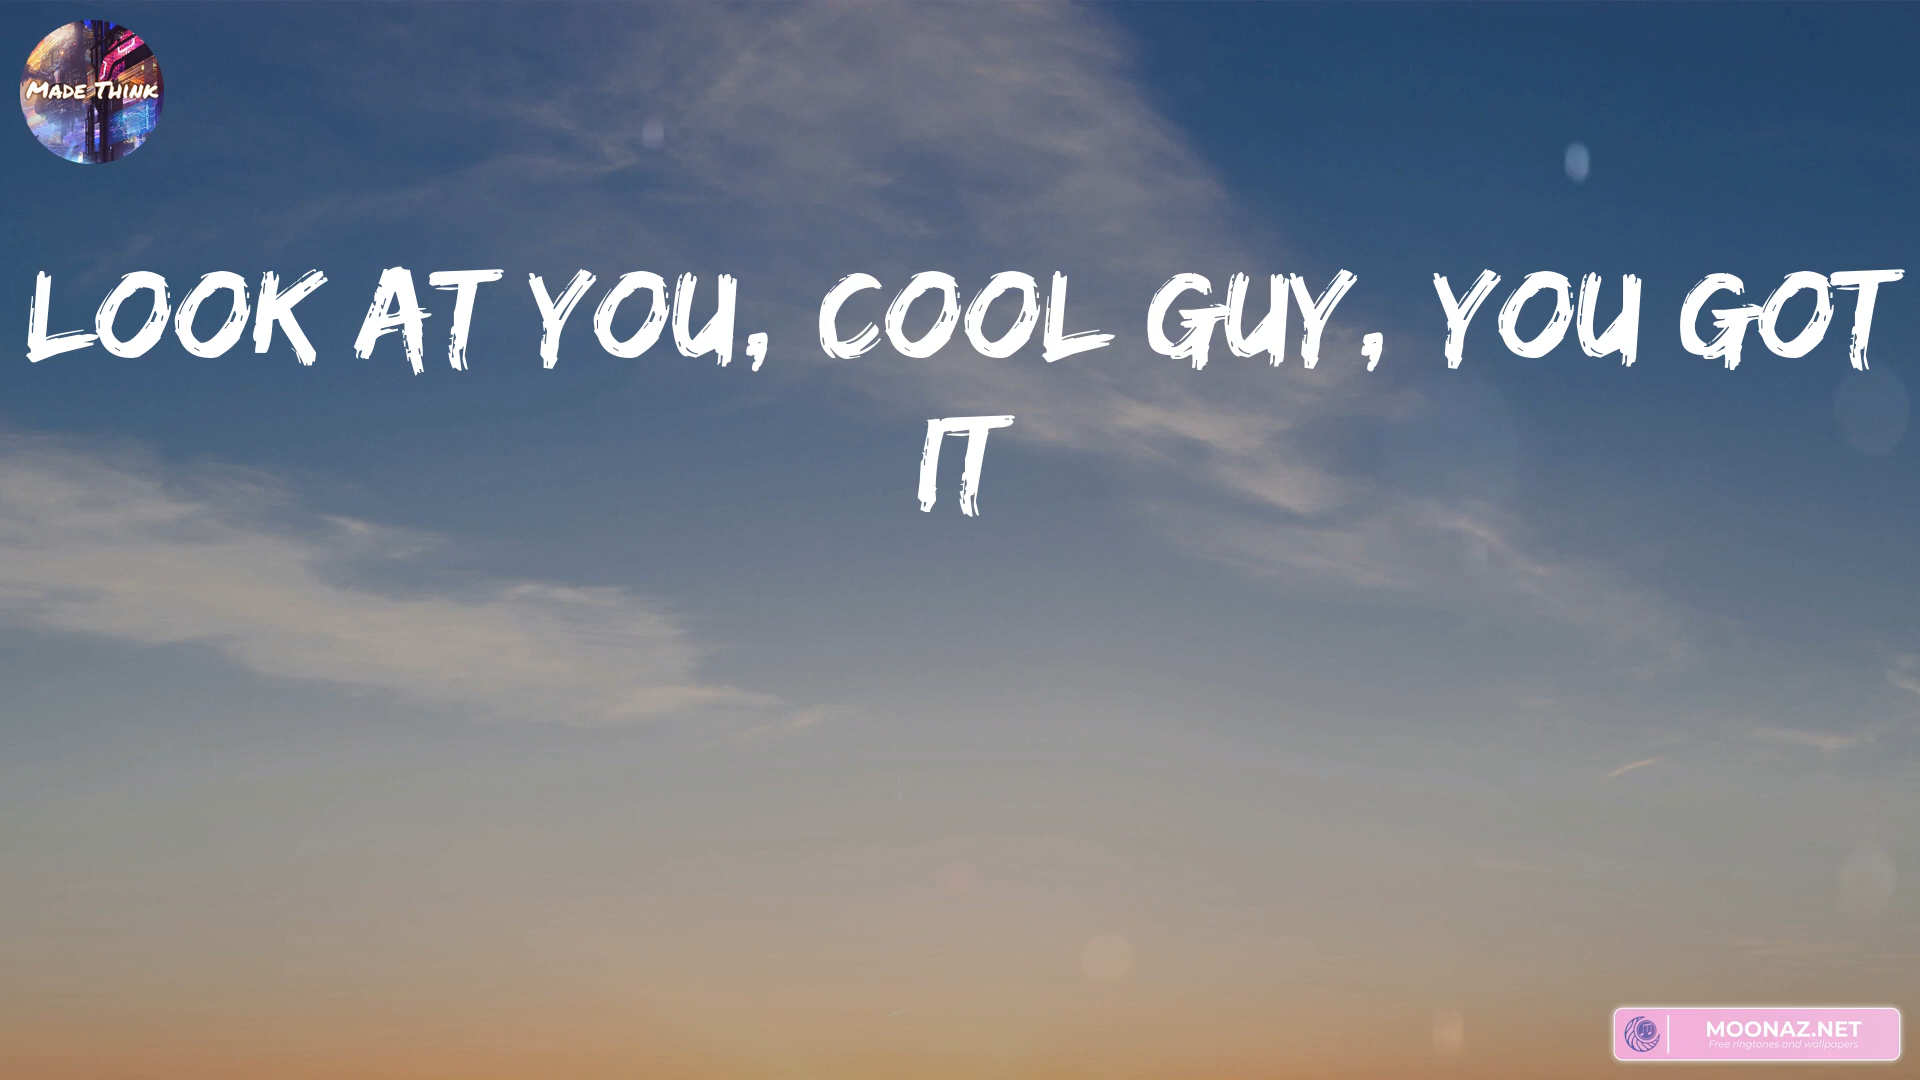 MADE THINK
LOOK AT YOU, COOL GUY, YOU GOT
IT
MOONAZ.NET
Free ringtones and wallpapers